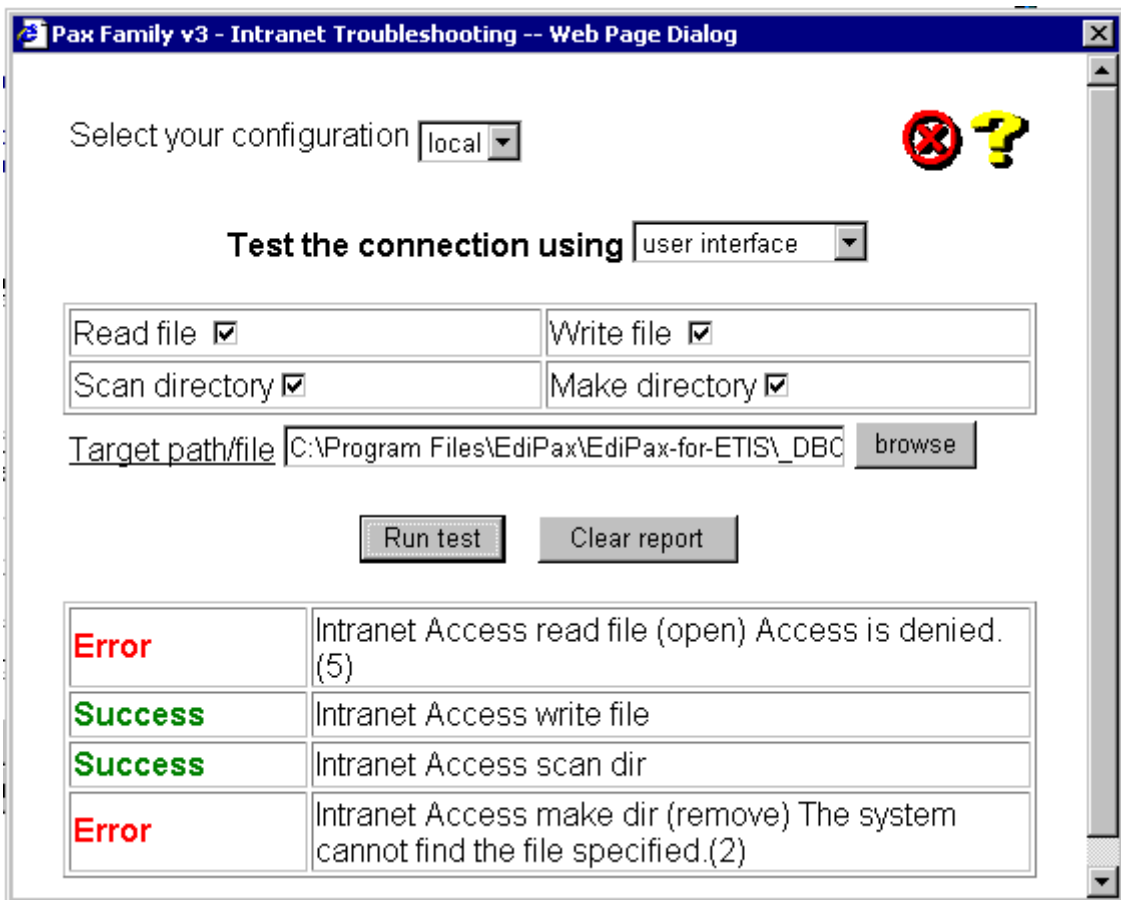 Pax Family v3 - Intranet Troubleshooting -- Web Page Dialog
Select your configuration local
Test the connection using user interface
Read file Write file
Scan directory Make directory
Target path/file C:\Program Files\EdiPax\EdiPax-for-ETIS\_DBC browse
Run test Clear report
Error Intranet Access read file (open) Access is denied.
(5)
Success Intranet Access write file
Success Intranet Access scan dir
Error Intranet Access make dir (remove) The system
cannot find the file specified.(2)